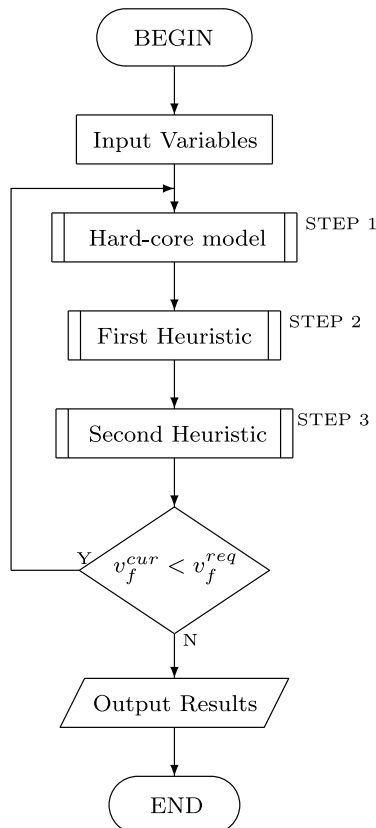 BEGIN
Input Variables
Hard-core model
STEP 1
First Heuristic
STEP 2
Second Heuristic
STEP 3
Y
v_f^{cur} < v_f^{req}
N
Output Results
END